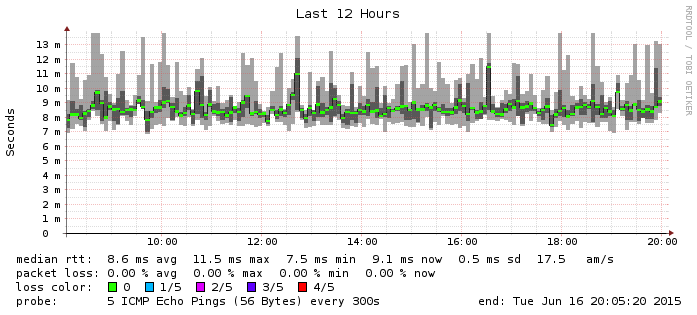 Last 12 Hours
RRDTOOL / TOBI OETIKER
Seconds
13 m
12 m
11 m
10 m
9 m
8 m
7 m
6 m
5 m
4 m
3 m
2 m
1 m
0
10:00 12:00 14:00 16:00 18:00 20:00
median rtt: 8.6 ms avg 11.5 ms max 7.5 ms min 9.1 ms now 0.5 ms sd 17.5 am/s
packet loss: 0.00 % avg 0.00 % max 0.00 % min 0.00 % now
loss color: 0 1/5 2/5 3/5 4/5
probe: 5 ICMP Echo Pings (56 Bytes) every 300s end: Tue Jun 16 20:05:20 2015